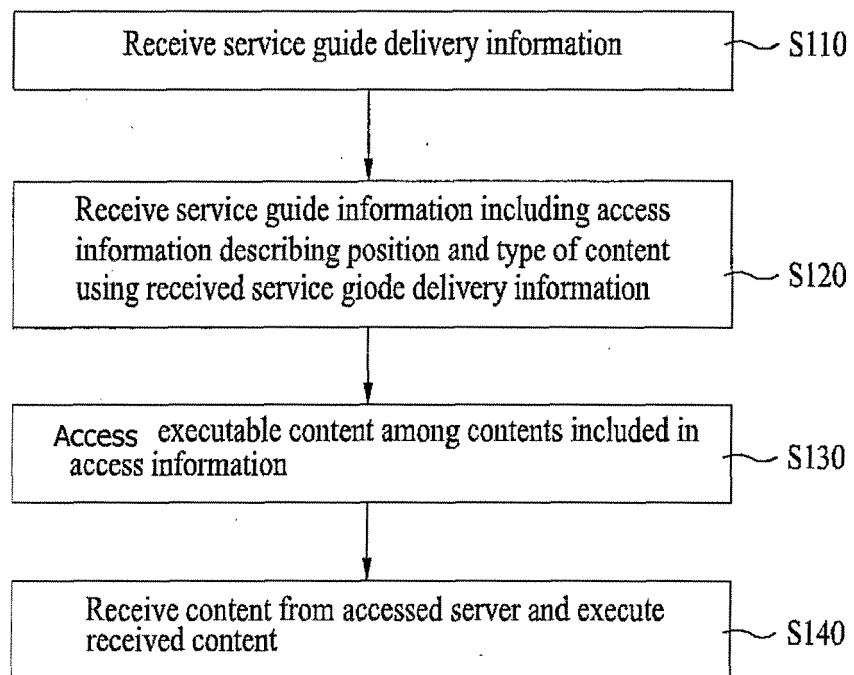 Receive service guide delivery information
S110
Receive service guide information including access
information describing position and type of content
using received service giode delivery information
S120
Access executable content among contents included in
access information
S130
Receive content from accessed server and execute
received content
S140